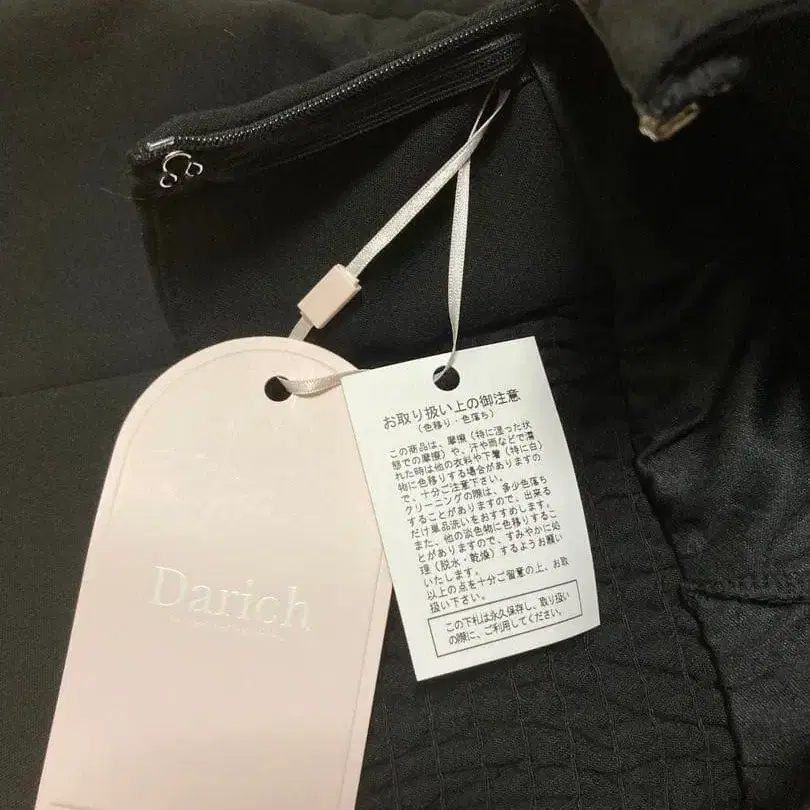 Darich
お取り扱い上の御注意
(色移り・色落ち)
この商品は、摩擦(特に湿った状
態での摩擦)や、汗や雨などで濡
れた時は他の衣料や下着(特に白
物に色移りする場合がありますの
で、十分ご注意下さい。
クリーニングの際は、多少色落ち
することがありますので、出来る
だけ単品洗いをおすすめします。
また、他の淡色物に色移りするこ
とがありますので、すみやかに処
理(脱水・乾燥)するようお願い
いたします。
以上の点を十分ご留意の上、お取
扱い下さい。
この下札は永久保存し、取り扱い
の際に、ご利用してください。